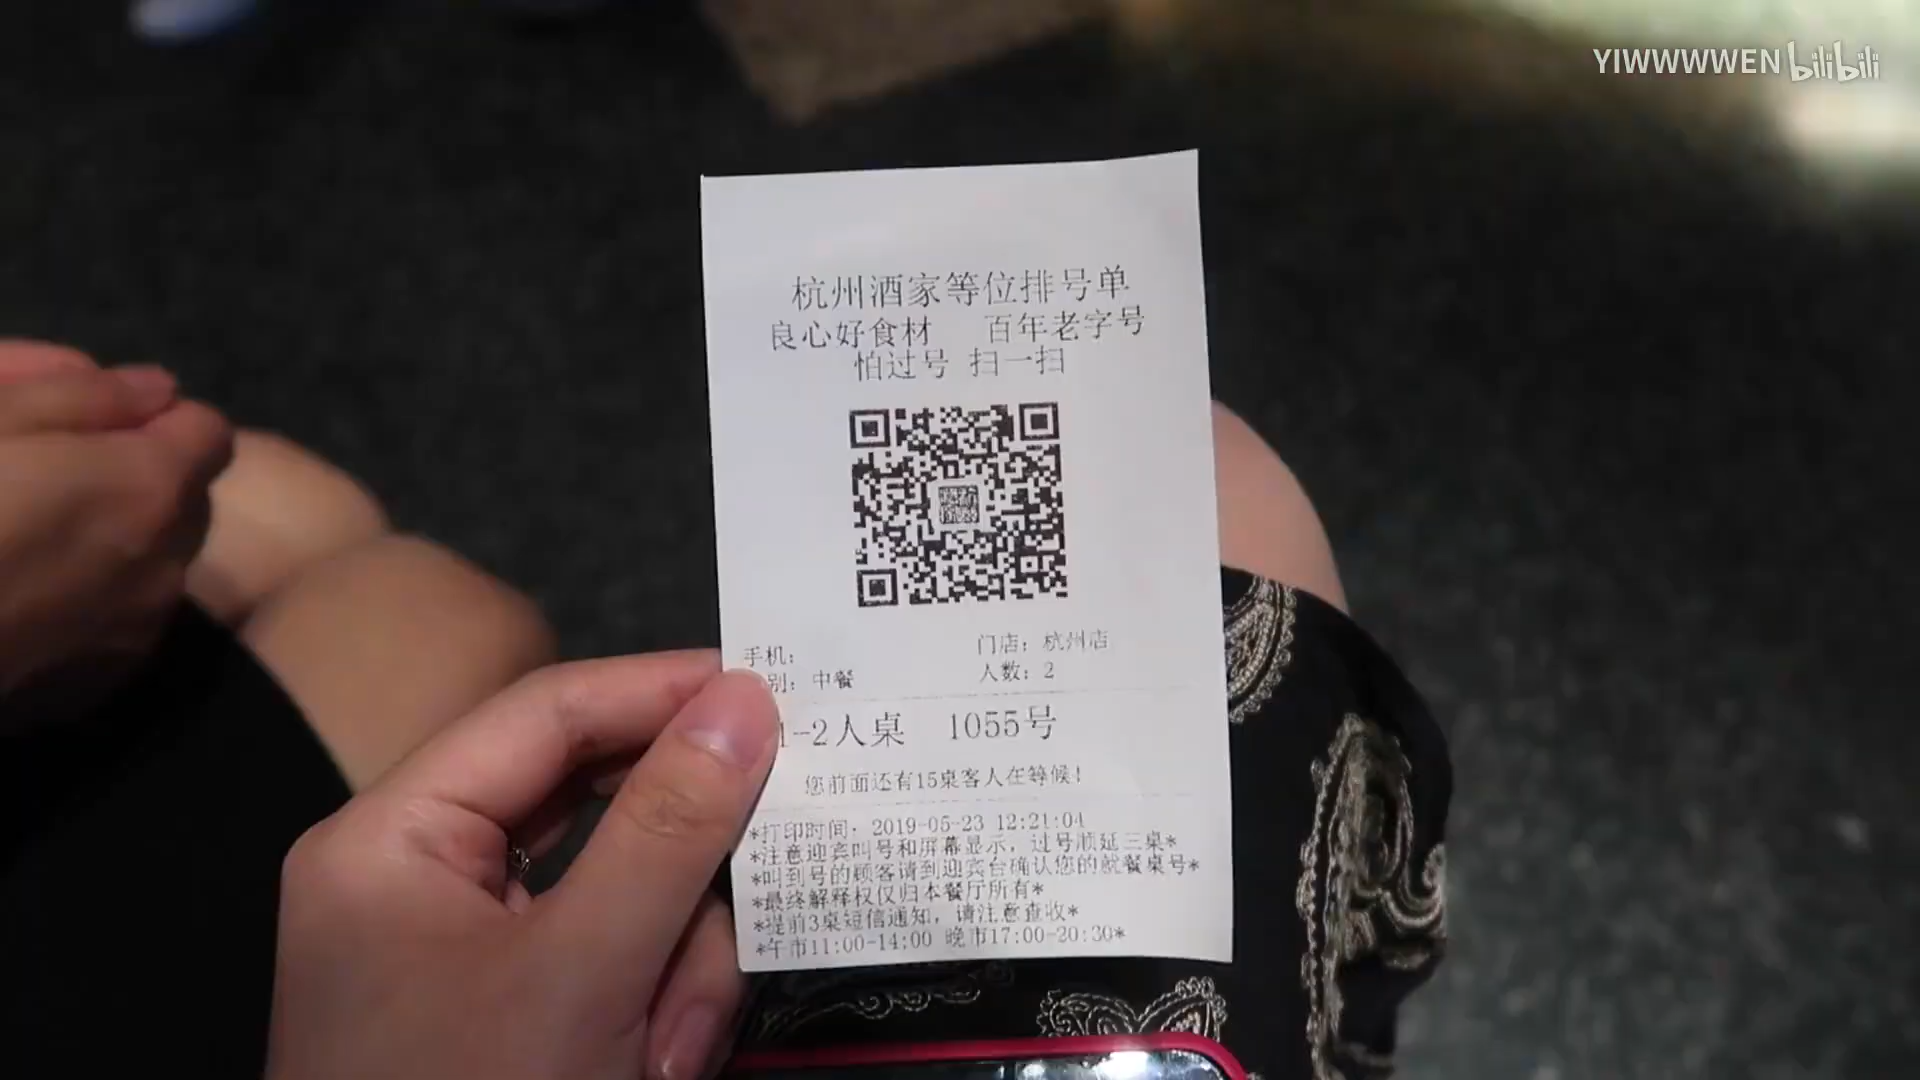 YIWWWWEN bilibili
杭州酒家等位排号单
良心好食材 百年老字号
怕过号 扫一扫
手机: 门店: 杭州店
别: 中餐 人数: 2
1-2人桌 1055号
您前面还有15桌客人在等候!
*打印时间: 2019-05-23 12:21:04
*注意迎宾叫号和屏幕显示, 过号顺延三桌*
*叫到号的顾客请到迎宾台确认您的就餐桌号*
*最终解释权仅归本餐厅所有*
*提前3桌短信通知, 请注意查收*
*午市11:00-14:00 晚市17:00-20:30*